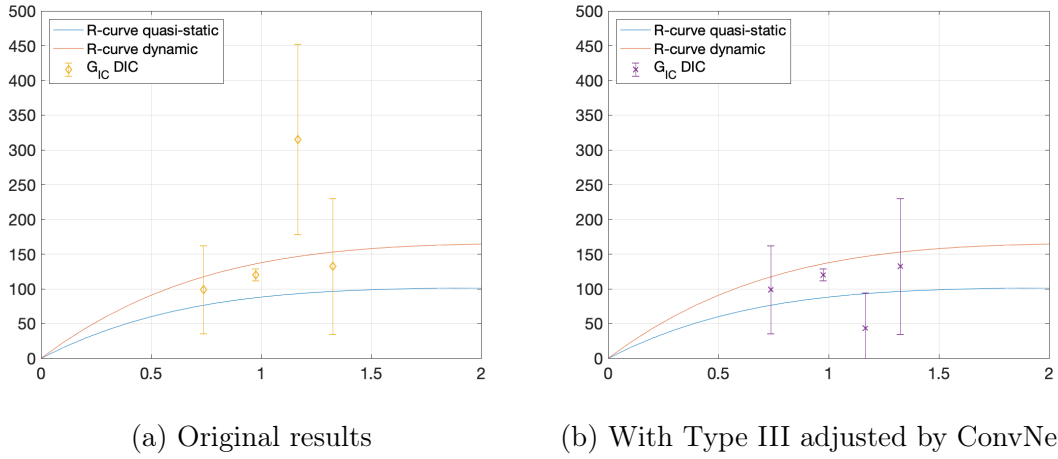 500
450
400
350
300
250
200
150
100
50
0
0 0.5 1 1.5 2
R-curve quasi-static
R-curve dynamic
G_IC DIC
(a) Original results
500
450
400
350
300
250
200
150
100
50
0
0 0.5 1 1.5 2
R-curve quasi-static
R-curve dynamic
G_IC DIC
(b) With Type III adjusted by ConvNe